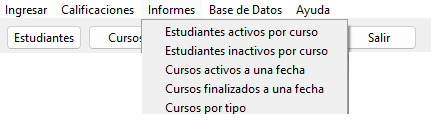 Ingresar Calificaciones Informes Base de Datos Ayuda
Estudiantes Cursos Salir
Estudiantes activos por curso
Estudiantes inactivos por curso
Cursos activos a una fecha
Cursos finalizados a una fecha
Cursos por tipo